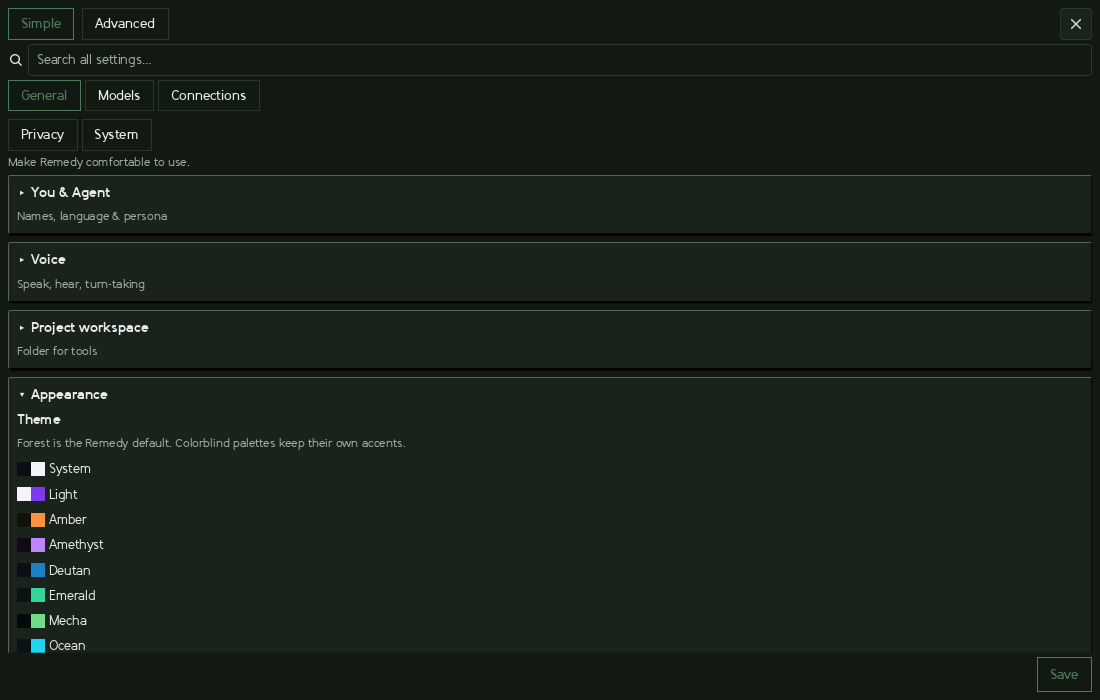 Simple Advanced
Search all settings...
General Models Connections
Privacy System
Make Remedy comfortable to use.
You & Agent
Names, language & persona
Voice
Speak, hear, turn-taking
Project workspace
Folder for tools
Appearance
Theme
Forest is the Remedy default. Colorblind palettes keep their own accents.
System
Light
Amber
Amethyst
Deutan
Emerald
Mecha
Ocean
Save